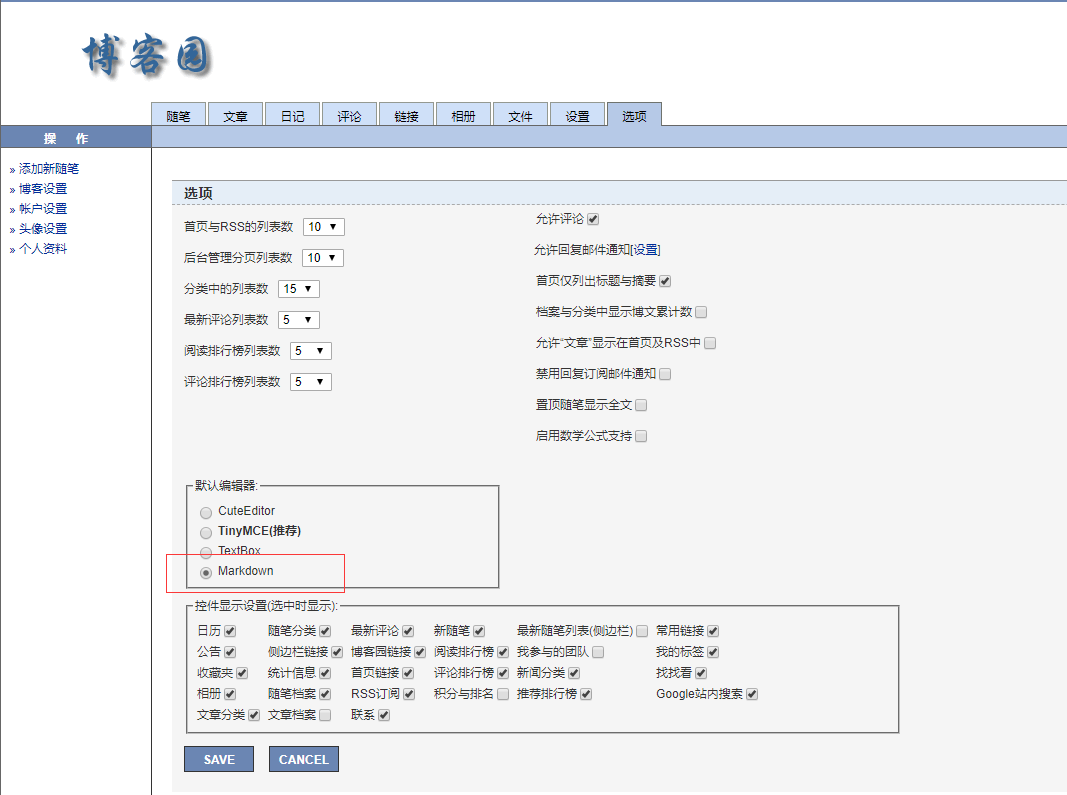 博客园
随笔 文章 日记 评论 链接 相册 文件 设置 选项
操 作
» 添加新随笔
» 博客设置
» 帐户设置
» 头像设置
» 个人资料
选项
首页与RSS的列表数 10
后台管理分页列表数 10
分类中的列表数 15
最新评论列表数 5
阅读排行榜列表数 5
评论排行榜列表数 5
允许评论
允许回复邮件通知[设置]
首页仅列出标题与摘要
档案与分类中显示博文累计数
允许“文章”显示在首页及RSS中
禁用回复订阅邮件通知
置顶随笔显示全文
启用数学公式支持
默认编辑器:
CuteEditor
TinyMCE(推荐)
TextBox
Markdown
控件显示设置(选中时显示):
日历 随笔分类 最新评论 新随笔 最新随笔列表(侧边栏) 常用链接
公告 侧边栏链接 博客园链接 阅读排行榜 我参与的团队 我的标签
收藏夹 统计信息 首页链接 评论排行榜 新闻分类 找找看
相册 随笔档案 RSS订阅 积分与排名 推荐排行榜 Google站内搜索
文章分类 文章档案 联系
SAVE CANCEL